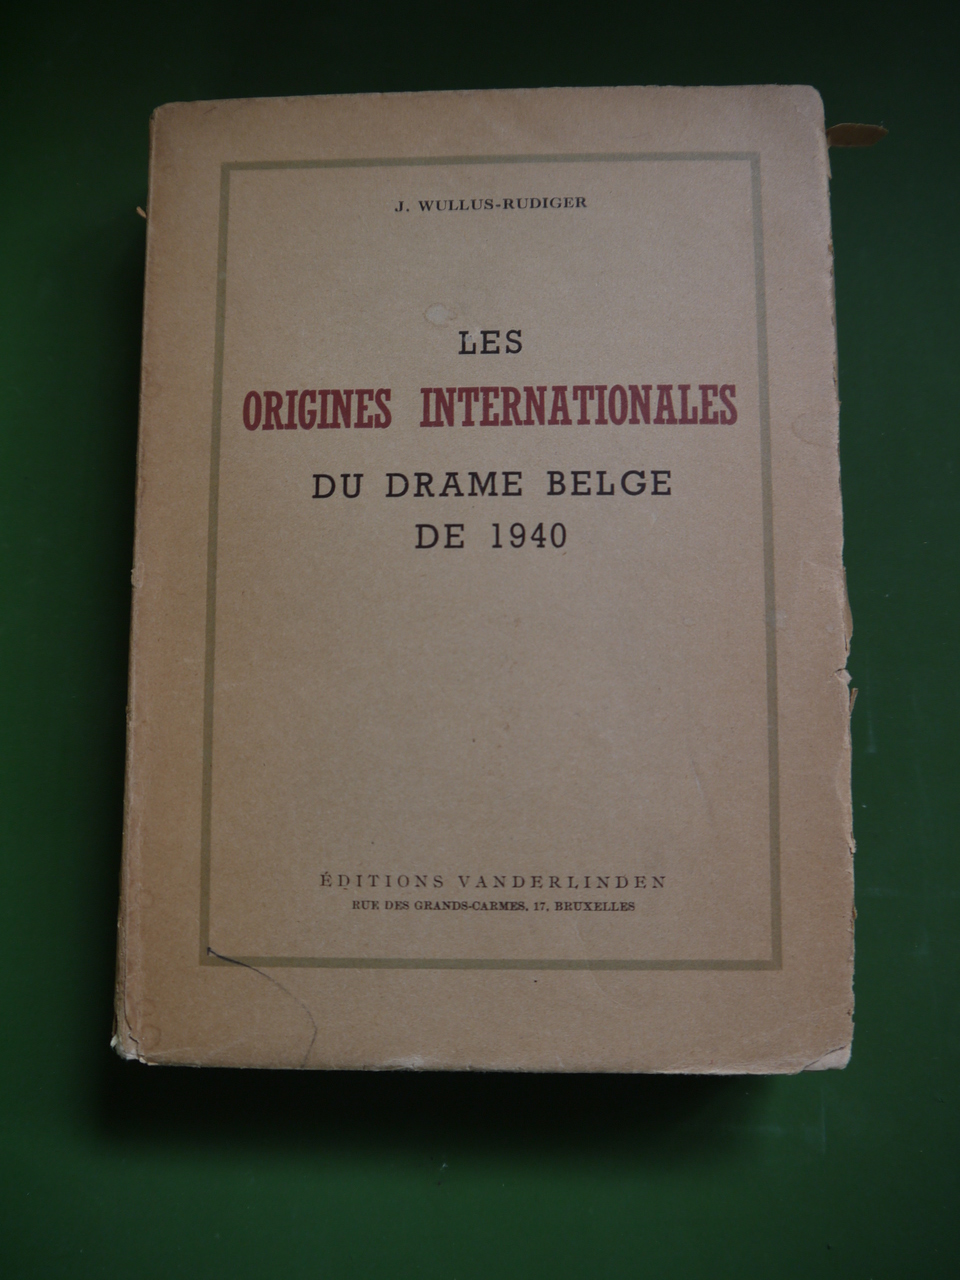 J. WULLUS-RUDIGER
LES
ORIGINES INTERNATIONALES
DU DRAME BELGE
DE 1940
ÉDITIONS VANDERLINDEN
RUE DES GRANDS-CARMES, 17, BRUXELLES